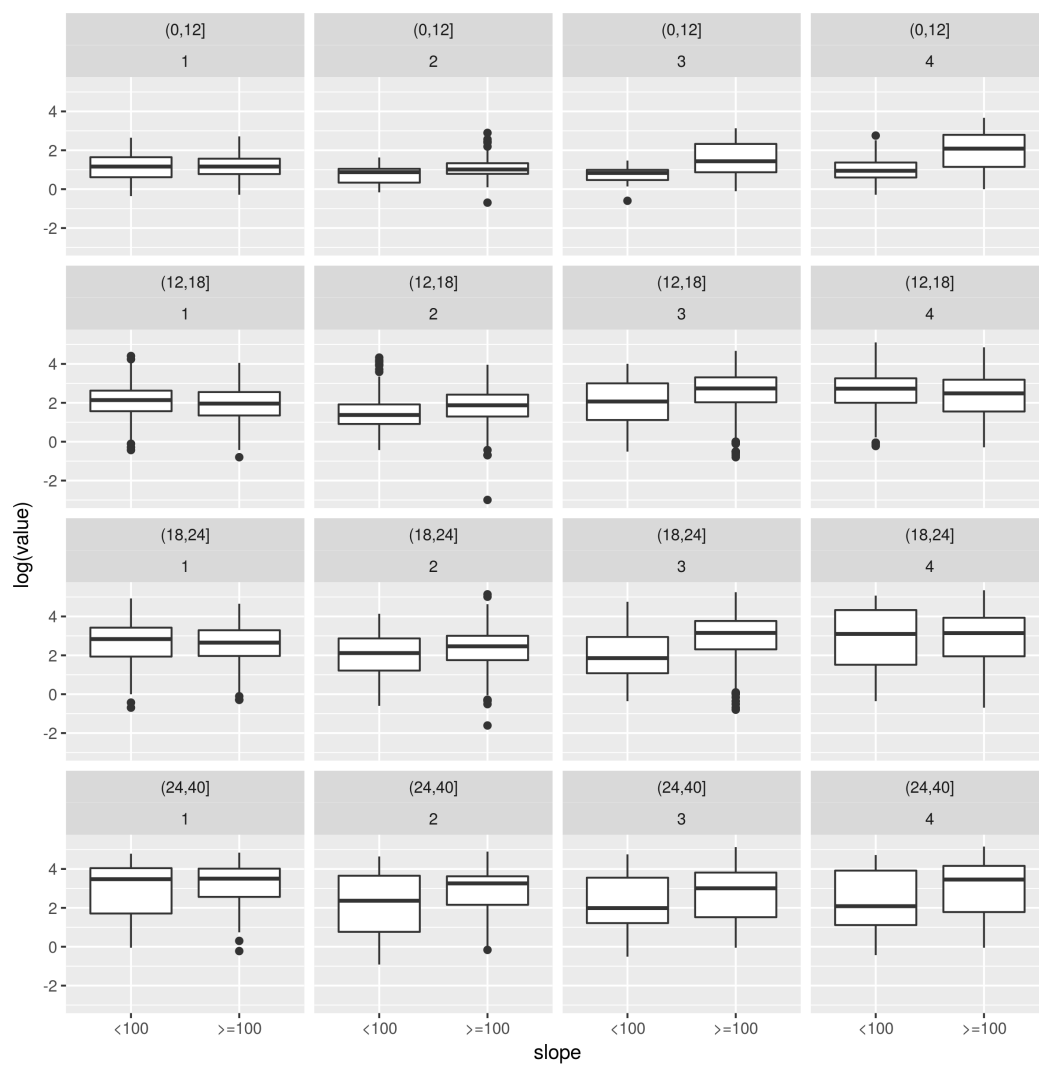 (0,12] (0,12] (0,12] (0,12]
1 2 3 4
4
2
0
-2
(12,18] (12,18] (12,18] (12,18]
1 2 3 4
4
2
0
-2
log(value)
(18,24] (18,24] (18,24] (18,24]
1 2 3 4
4
2
0
-2
(24,40] (24,40] (24,40] (24,40]
1 2 3 4
4
2
0
-2
<100 >=100 <100 >=100 <100 >=100 <100 >=100
slope